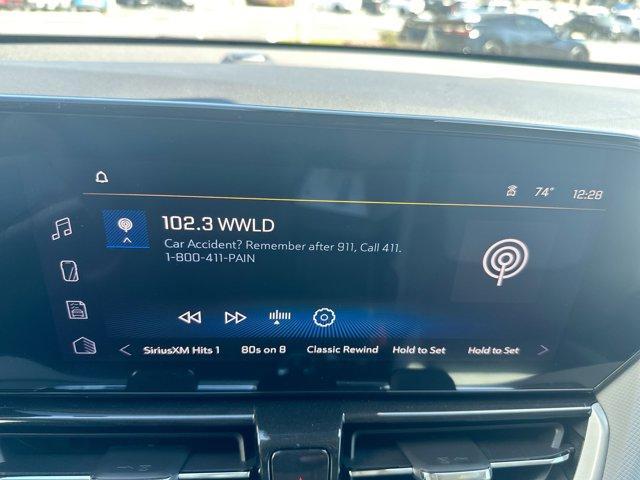 74° 12:28
102.3 WWLD
Car Accident? Remember after 911, Call 411.
1-800-411-PAIN
SiriusXM Hits 1 80s on 8 Classic Rewind Hold to Set Hold to Set